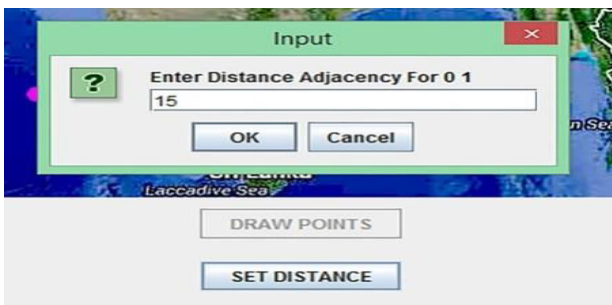 Input
?
Enter Distance Adjacency For 0 1
15
OK
Cancel
Laccadive Sea
DRAW POINTS
SET DISTANCE